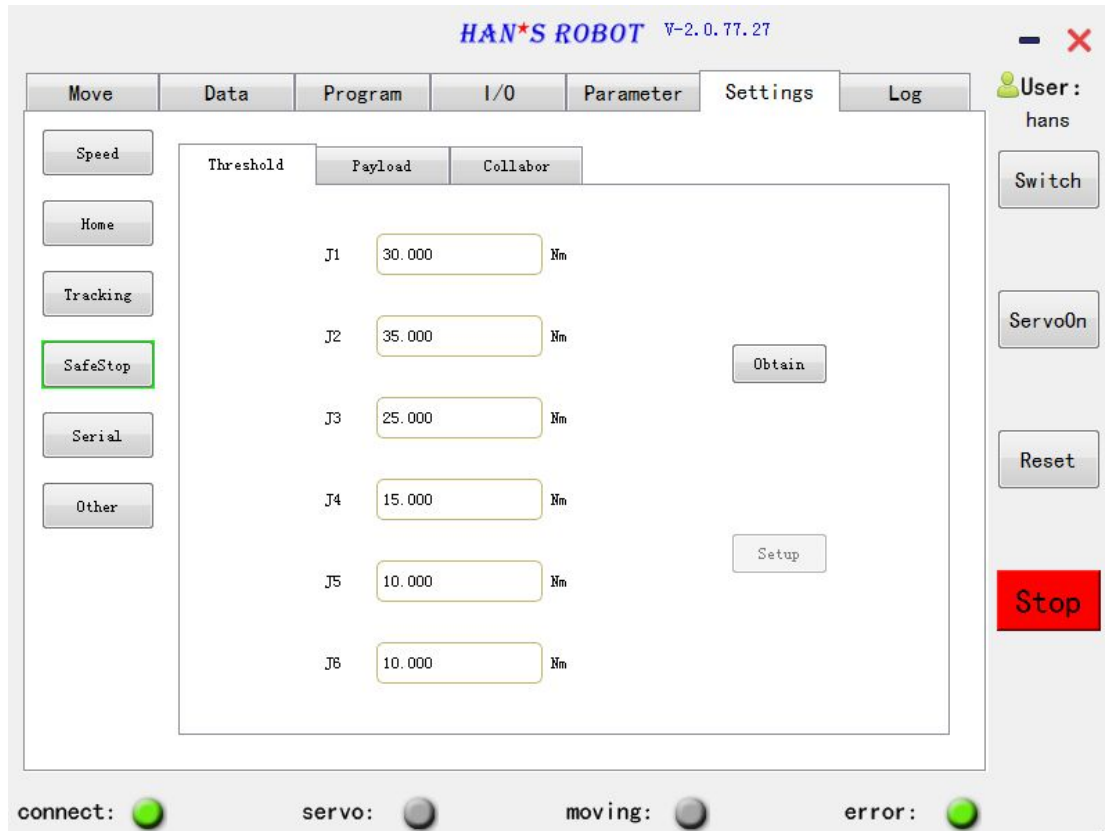 HAN★S ROBOT V-2.0.77.27
Move Data Program I/O Parameter Settings Log
User:
hans
Speed
Home
Tracking
SafeStop
Serial
Other
Threshold Payload Collabor
J1 30.000 Nm
J2 35.000 Nm
J3 25.000 Nm
J4 15.000 Nm
J5 10.000 Nm
J6 10.000 Nm
Obtain
Setup
Switch
ServoOn
Reset
Stop
connect: servo: moving: error: